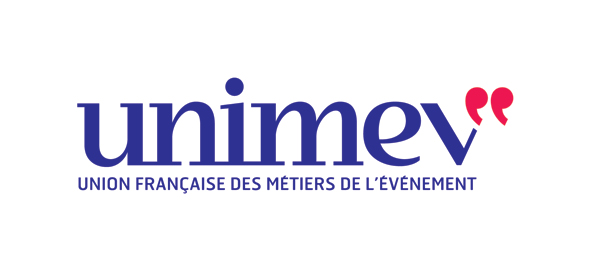 unimev
UNION FRANÇAISE DES MÉTIERS DE L'ÉVÉNEMENT